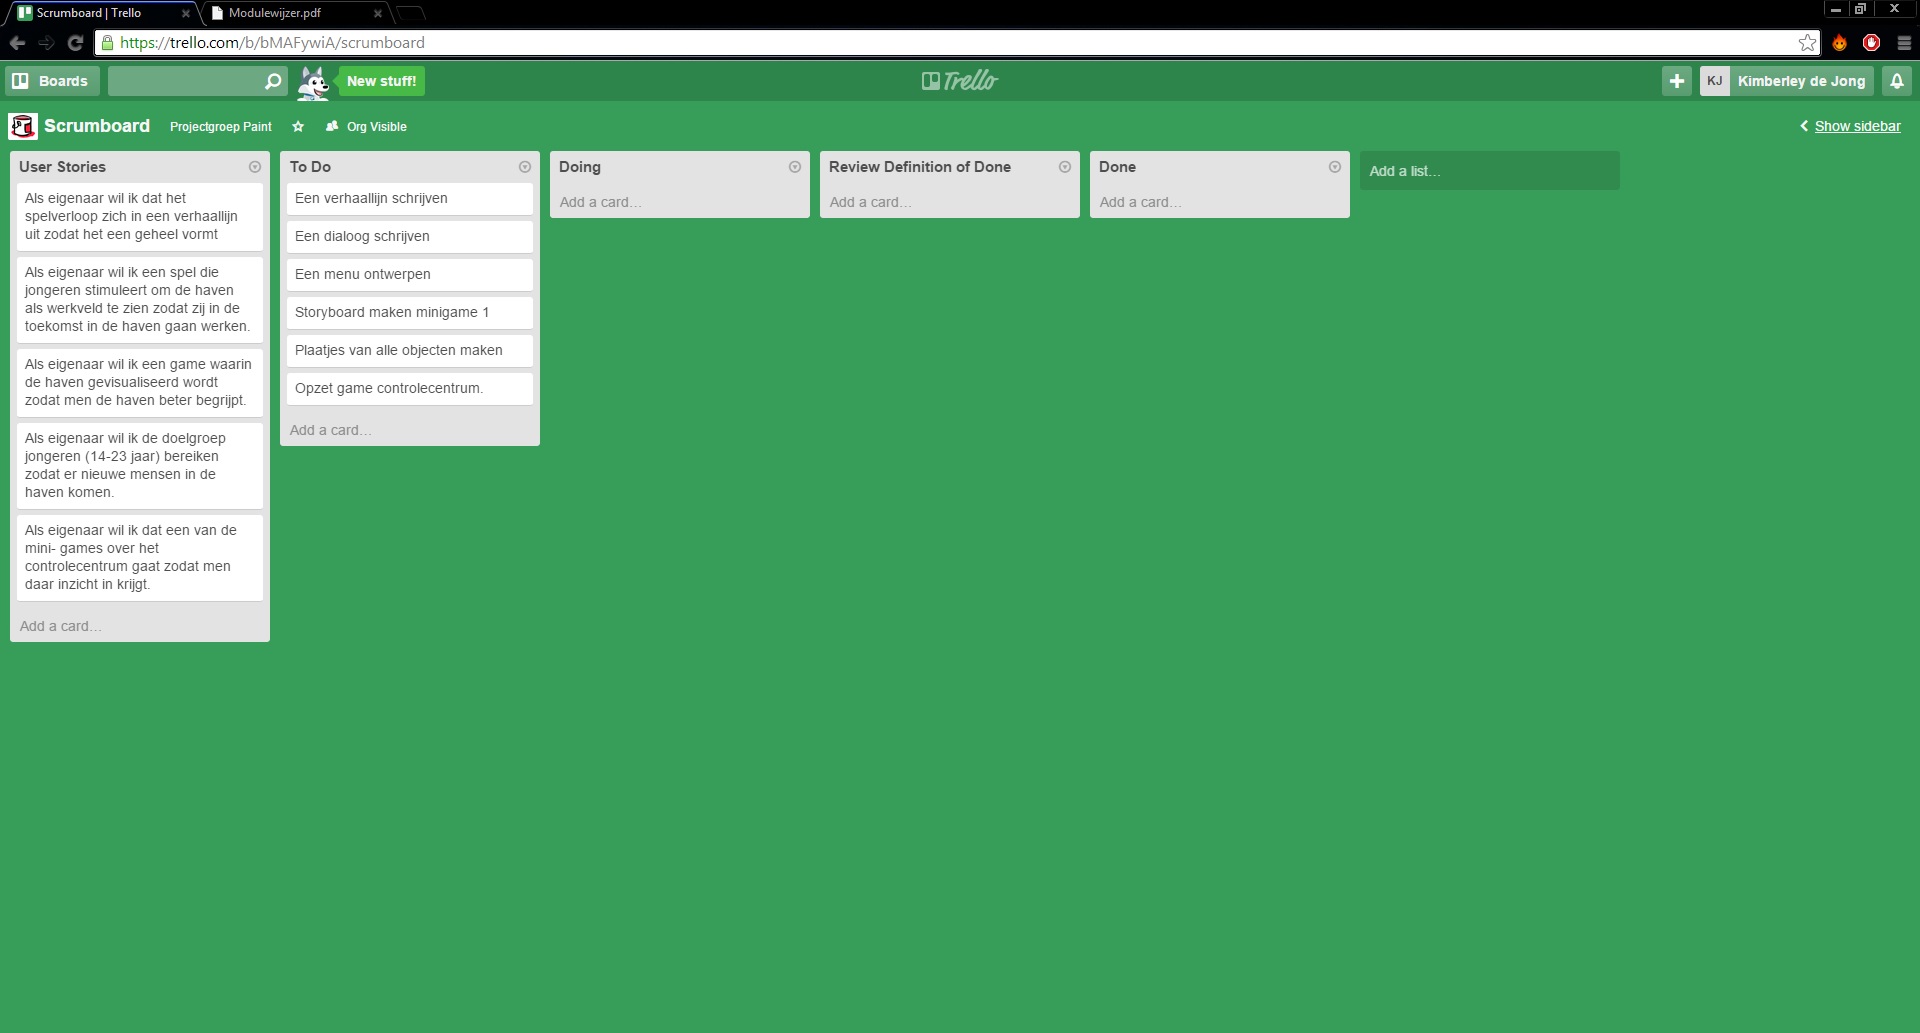 Scrumboard | Trello
Modulewijzer.pdf
https://trello.com/b/bMAFywiA/scrumboard
Boards
New stuff!
Trello
KJ
Kimberley de Jong
Scrumboard
Projectgroep Paint
Org Visible
Show sidebar
User Stories
Als eigenaar wil ik dat het
spelverloop zich in een verhaallijn
uit zodat het een geheel vormt
Als eigenaar wil ik een spel die
jongeren stimuleert om de haven
als werkveld te zien zodat zij in de
toekomst in de haven gaan werken.
Als eigenaar wil ik een game waarin
de haven gevisualiseerd wordt
zodat men de haven beter begrijpt.
Als eigenaar wil ik de doelgroep
jongeren (14-23 jaar) bereiken
zodat er nieuwe mensen in de
haven komen.
Als eigenaar wil ik dat een van de
mini- games over het
controlecentrum gaat zodat men
daar inzicht in krijgt.
Add a card…
To Do
Een verhaallijn schrijven
Een dialoog schrijven
Een menu ontwerpen
Storyboard maken minigame 1
Plaatjes van alle objecten maken
Opzet game controlecentrum.
Add a card…
Doing
Add a card…
Review Definition of Done
Add a card…
Done
Add a card…
Add a list…